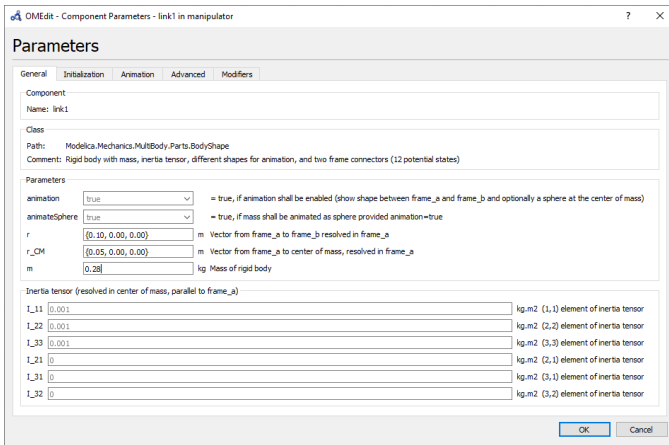 OMEdit - Component Parameters - link1 in manipulator
Parameters
General Initialization Animation Advanced Modifiers
Component
Name: link1
Class
Path: Modelica.Mechanics.MultiBody.Parts.BodyShape
Comment: Rigid body with mass, inertia tensor, different shapes for animation, and two frame connectors (12 potential states)
Parameters
animation true = true, if animation shall be enabled (show shape between frame_a and frame_b and optionally a sphere at the center of mass)
animateSphere true = true, if mass shall be animated as sphere provided animation=true
r {0.10, 0.00, 0.00} m Vector from frame_a to frame_b resolved in frame_a
r_CM {0.05, 0.00, 0.00} m Vector from frame_a to center of mass, resolved in frame_a
m 0.28 kg Mass of rigid body
Inertia tensor (resolved in center of mass, parallel to frame_a)
I_11 0.001 kg.m2 (1,1) element of inertia tensor
I_22 0.001 kg.m2 (2,2) element of inertia tensor
I_33 0.001 kg.m2 (3,3) element of inertia tensor
I_21 0 kg.m2 (2,1) element of inertia tensor
I_31 0 kg.m2 (3,1) element of inertia tensor
I_32 0 kg.m2 (3,2) element of inertia tensor
OK Cancel